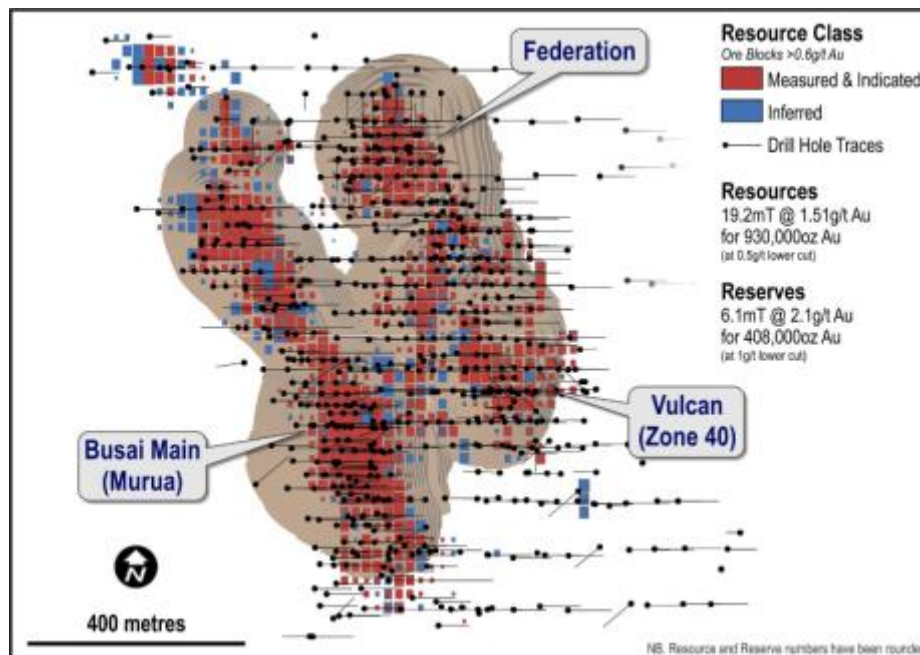 Federation
Resource Class
Ore Blocks >0.6g/t Au
Measured & Indicated
Inferred
Drill Hole Traces
Resources
19.2mT @ 1.51g/t Au
for 930,000oz Au
(at 0.5g/t lower cut)
Reserves
6.1mT @ 2.1g/t Au
for 408,000oz Au
(at 1g/t lower cut)
Vulcan
(Zone 40)
Busai Main
(Murua)
N
400 metres
NB. Resource and Reserve numbers have been rounde